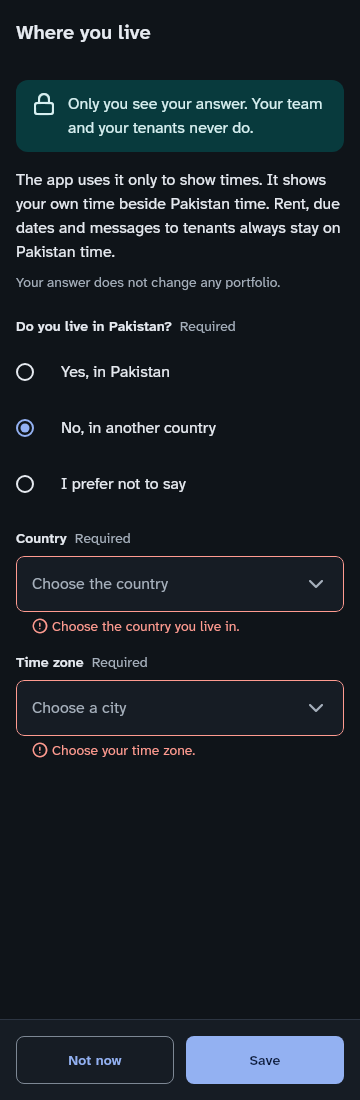 Where you live
Only you see your answer. Your team
and your tenants never do.
The app uses it only to show times. It shows
your own time beside Pakistan time. Rent, due
dates and messages to tenants always stay on
Pakistan time.
Your answer does not change any portfolio.
Do you live in Pakistan? Required
Yes, in Pakistan
No, in another country
I prefer not to say
Country Required
Choose the country
Choose the country you live in.
Time zone Required
Choose a city
Choose your time zone.
Not now
Save